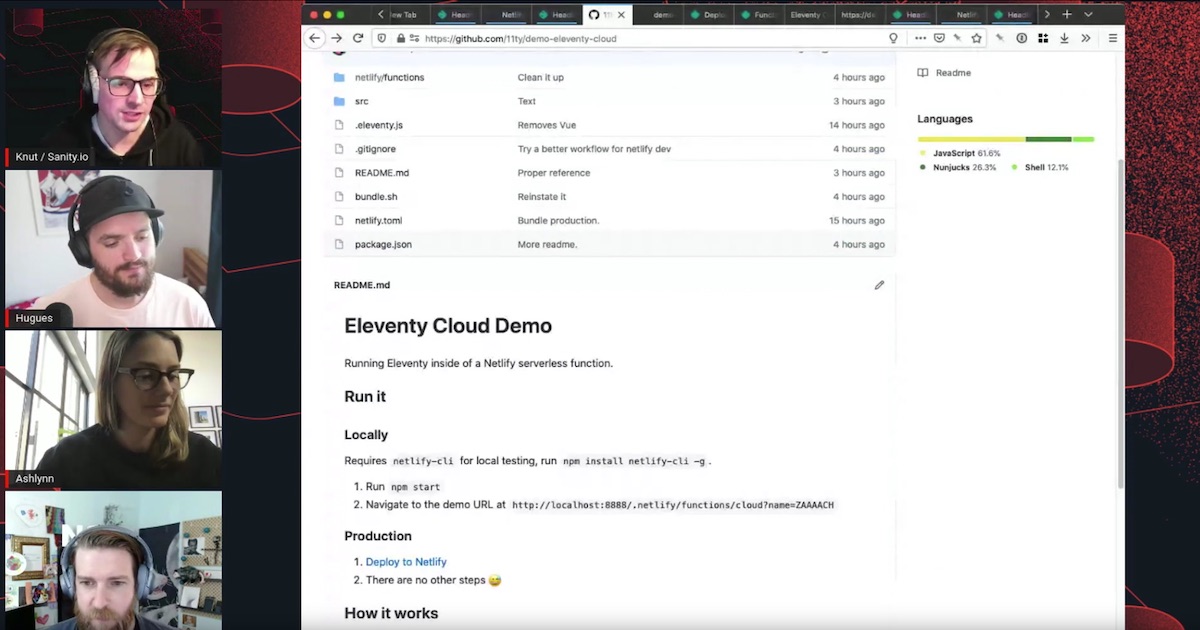 Knut / Sanity.io
Hugues
Ashlynn
New Tab
Head
Netli
Head
11
demo
Deplo
Func
Eleventy C
https://d
Head
Netli
Head
https://github.com/11ty/demo-eleventy-cloud
netlify/functions Clean it up 4 hours ago
src Text 3 hours ago
.eleventy.js Removes Vue 14 hours ago
.gitignore Try a better workflow for netlify dev 4 hours ago
README.md Proper reference 3 hours ago
bundle.sh Reinstate it 4 hours ago
netlify.toml Bundle production. 15 hours ago
package.json More readme. 4 hours ago
Readme
Languages
JavaScript 61.6%
Nunjucks 26.3% Shell 12.1%
README.md
Eleventy Cloud Demo
Running Eleventy inside of a Netlify serverless function.
Run it
Locally
Requires netlify-cli for local testing, run npm install netlify-cli -g.
1. Run npm start
2. Navigate to the demo URL at http://localhost:8888/.netlify/functions/cloud?name=ZAAAACH
Production
1. Deploy to Netlify
2. There are no other steps 😅
How it works